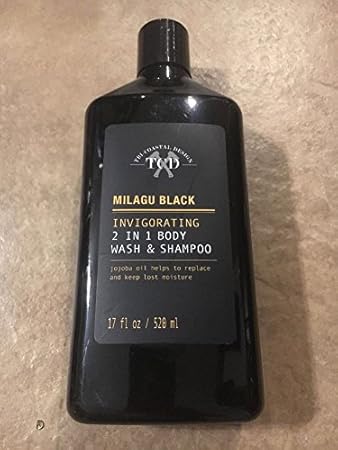 TRI-COASTAL DESIGN
TCD
MILAGU BLACK
INVIGORATING
2 IN 1 BODY
WASH & SHAMPOO
jojoba oil helps to replace
and keep lost moisture
17 fl oz / 520 ml